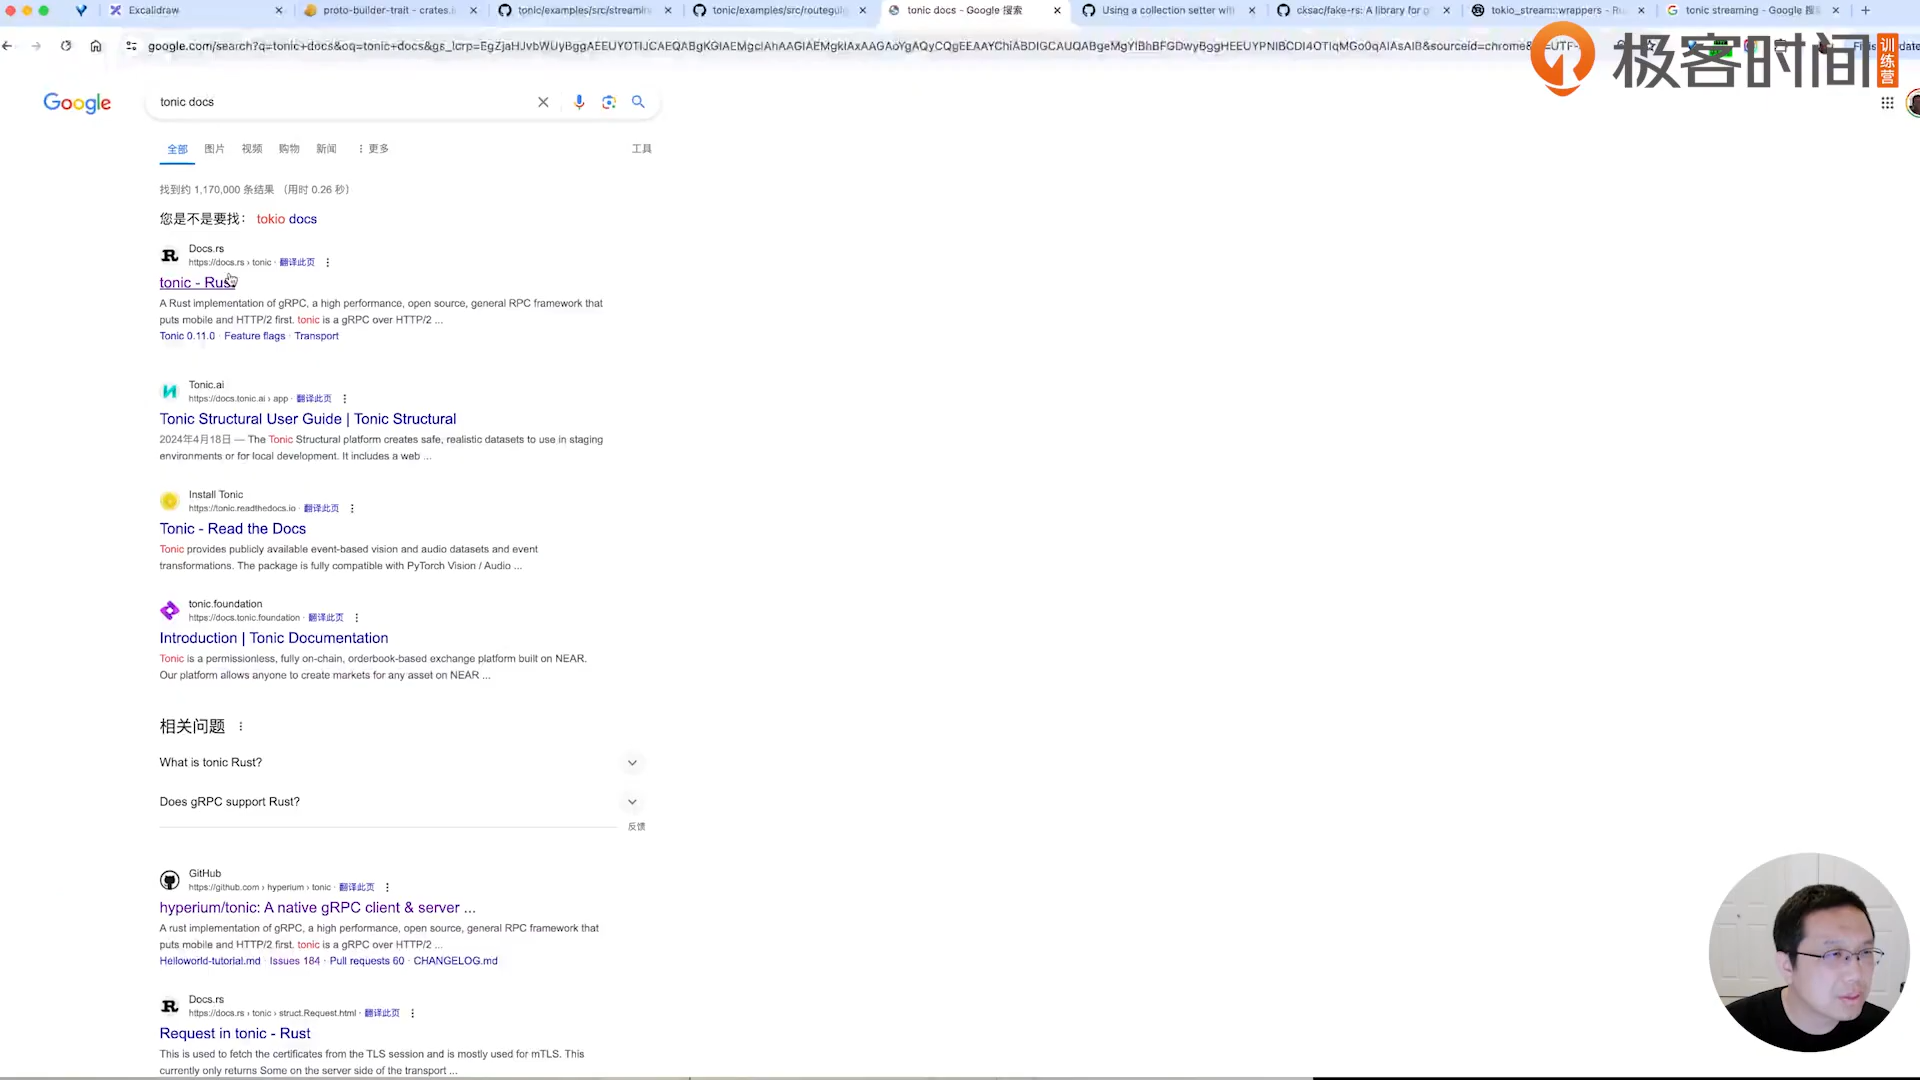 Excalidraw
proto-builder-trait - crates.i
tonic/examples/src/streamin
tonic/examples/src/routegui
tonic docs - Google 搜索
Using a collection setter with
cksac/fake-rs: A library for g
tokio_stream::wrappers - Ru
tonic streaming - Google 搜
极客时间
训练营
Google
tonic docs
全部
图片
视频
购物
新闻
更多
工具
找到约 1,170,000 条结果 （用时 0.26 秒）
您是不是要找： tokio docs
Docs.rs
https://docs.rs › tonic · 翻译此页
tonic - Rust
A Rust implementation of gRPC, a high performance, open source, general RPC framework that
puts mobile and HTTP/2 first. tonic is a gRPC over HTTP/2 ...
Tonic 0.11.0 · Feature flags · Transport
Tonic.ai
https://docs.tonic.ai › app · 翻译此页
Tonic Structural User Guide | Tonic Structural
2024年4月18日 — The Tonic Structural platform creates safe, realistic datasets to use in staging
environments or for local development. It includes a web ...
Install Tonic
https://tonic.readthedocs.io · 翻译此页
Tonic - Read the Docs
Tonic provides publicly available event-based vision and audio datasets and event
transformations. The package is fully compatible with PyTorch Vision / Audio ...
tonic.foundation
https://docs.tonic.foundation · 翻译此页
Introduction | Tonic Documentation
Tonic is a permissionless, fully on-chain, orderbook-based exchange platform built on NEAR.
Our platform allows anyone to create markets for any asset on NEAR ...
相关问题
What is tonic Rust?
Does gRPC support Rust?
反馈
GitHub
https://github.com › hyperium › tonic · 翻译此页
hyperium/tonic: A native gRPC client & server ...
A rust implementation of gRPC, a high performance, open source, general RPC framework that
puts mobile and HTTP/2 first. tonic is a gRPC over HTTP/2 ...
Helloworld-tutorial.md · Issues 184 · Pull requests 60 · CHANGELOG.md
Docs.rs
https://docs.rs › tonic › struct.Request.html · 翻译此页
Request in tonic - Rust
This is used to fetch the certificates from the TLS session and is mostly used for mTLS. This
currently only returns Some on the server side of the transport ...